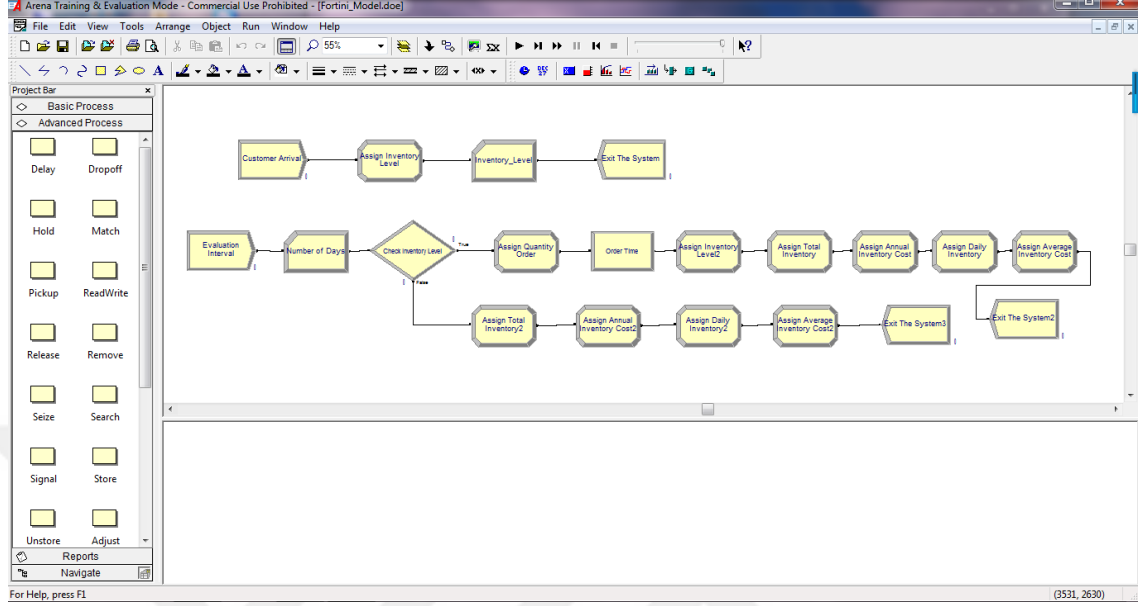 Arena Training & Evaluation Mode - Commercial Use Prohibited - [Fortini_Model.doe]
File Edit View Tools Arrange Object Run Window Help
55%
Project Bar
Basic Process
Advanced Process
Delay Dropoff
Hold Match
Pickup ReadWrite
Release Remove
Seize Search
Signal Store
Unstore Adjust
Reports
Navigate
Customer Arrival
Assign Inventory
Level
Inventory_Level
Exit The System
Evaluation
Interval
Number of Days
Check Inventory Level
True
False
Assign Quantity
Order
Order Time
Assign Inventory
Level2
Assign Total
Inventory
Assign Annual
Inventory Cost
Assign Daily
Inventory
Assign Average
Inventory Cost
Exit The System2
Assign Total
Inventory2
Assign Annual
Inventory Cost2
Assign Daily
Inventory2
Assign Average
Inventory Cost2
Exit The System3
For Help, press F1
(3531, 2630)